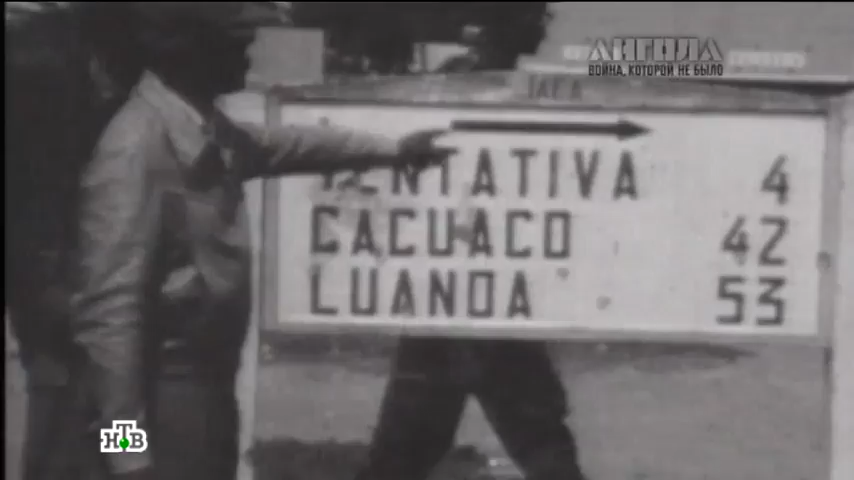 АНГОЛА
ВОЙНА, КОТОРОЙ НЕ БЫЛО
TENTATIVA 4
CACUACO 42
LUANDA 53
НТВ